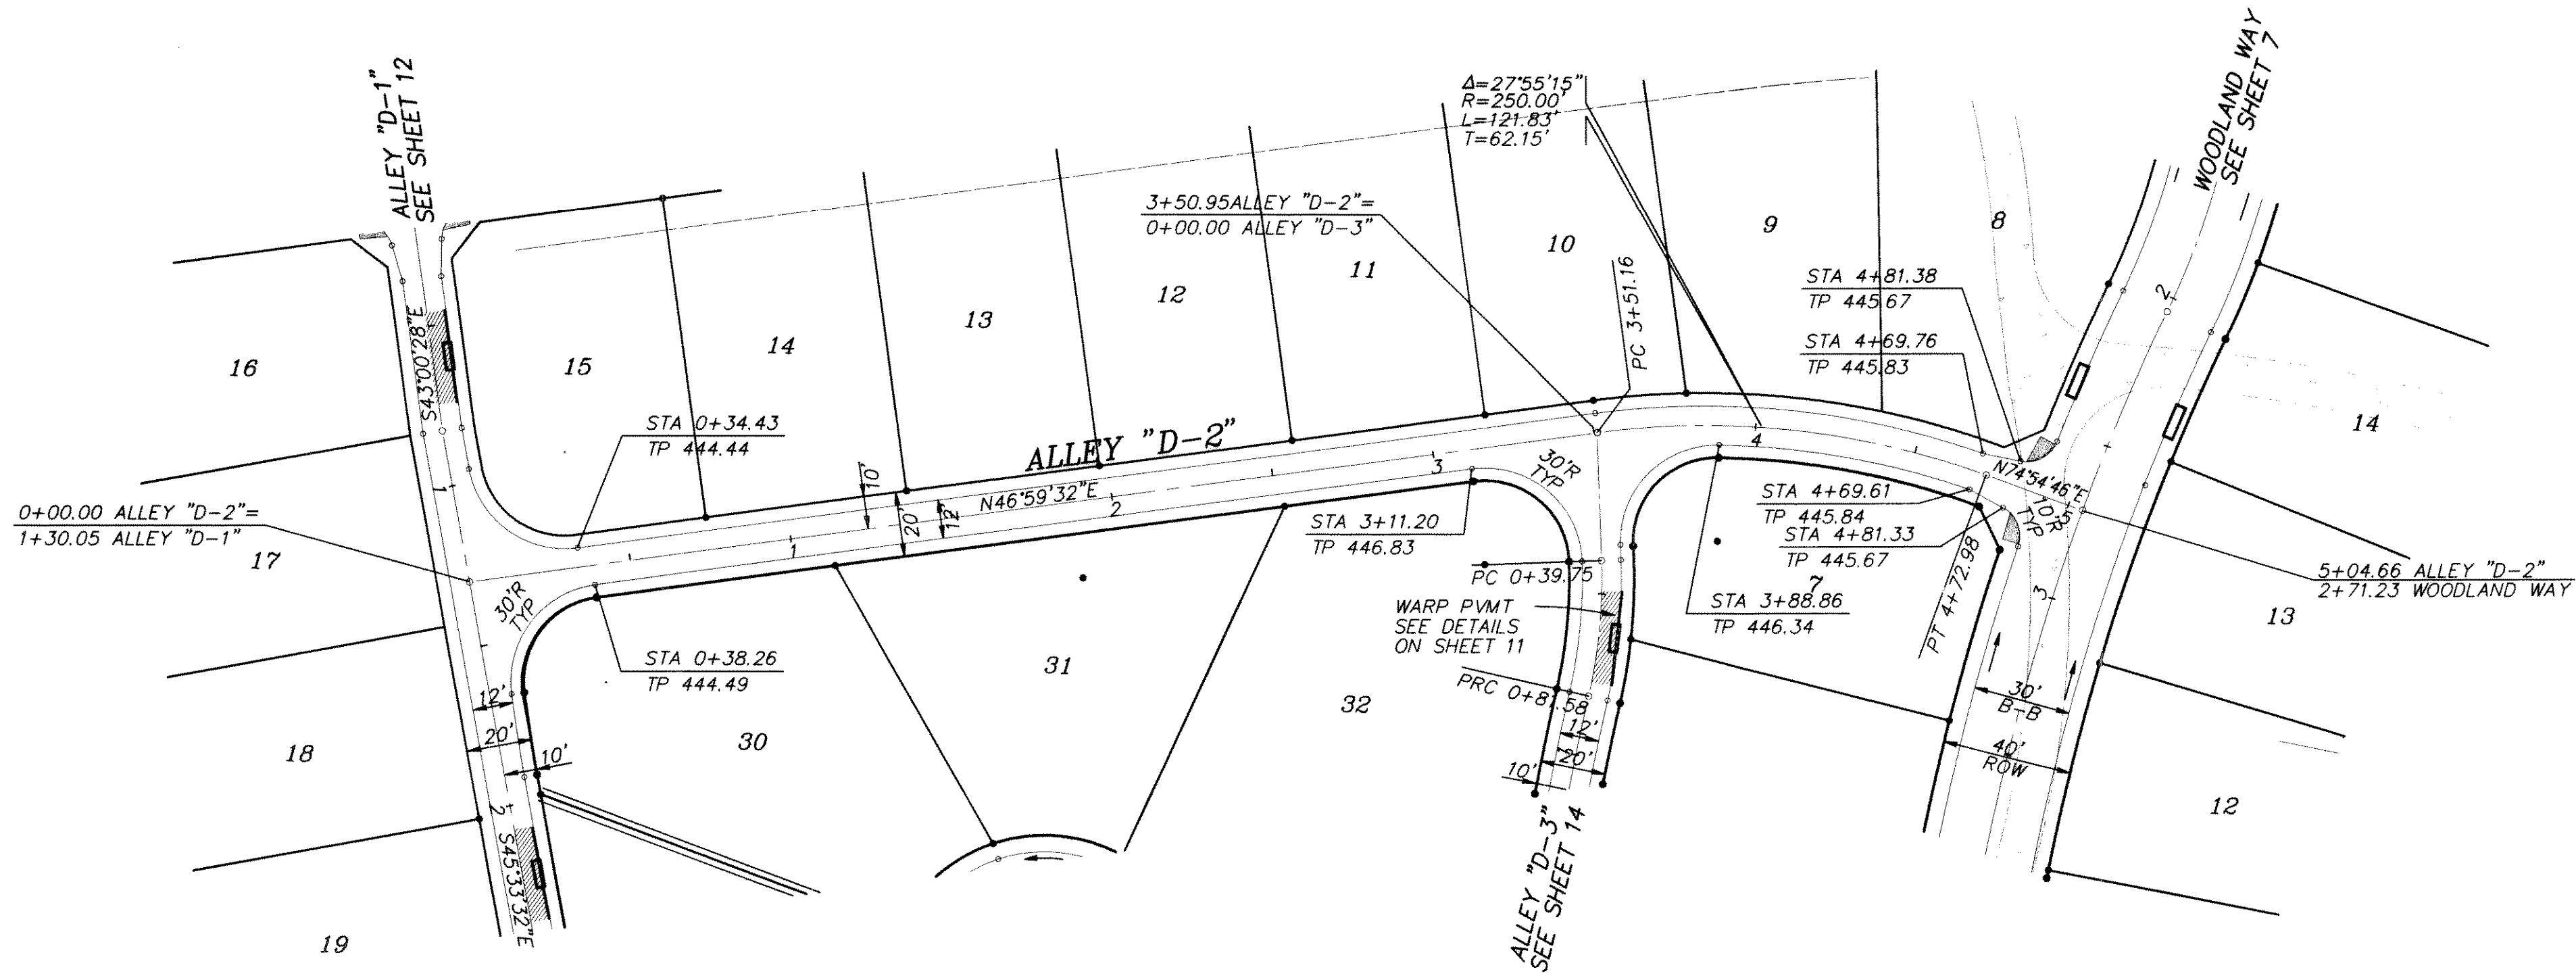 ALLEY "D-1"
SEE SHEET 12
WOODLAND WAY
SEE SHEET 7
Δ=27°55'15"
R=250.00'
L=121.83'
T=62.15'
3+50.95ALLEY "D-2"=
0+00.00 ALLEY "D-3"
PC 3+51.16
STA 4+81.38
TP 445.67
STA 4+69.76
TP 445.83
16
15
14
13
12
11
10
9
8
14
S43°00'28"E
STA 0+34.43
TP 444.44
ALLEY "D-2"
N46°59'32"E
10'
20'
12'
1
1
2
3
4
5
2
3
30'R
TYP
N74°54'46"E
10'R
TYP
0+00.00 ALLEY "D-2"=
1+30.05 ALLEY "D-1"
17
30'R
TYP
STA 0+38.26
TP 444.49
STA 3+11.20
TP 446.83
STA 4+69.61
TP 445.84
STA 4+81.33
TP 445.67
PC 0+39.75
7
STA 3+88.86
TP 446.34
PT 4+72.98
5+04.66 ALLEY "D-2"
2+71.23 WOODLAND WAY
13
WARP PVMT
SEE DETAILS
ON SHEET 11
PRC 0+81.58
31
32
30
18
12'
20'
10'
2
S45°33'32"E
19
12'
20'
10'
ALLEY "D-3"
SEE SHEET 14
30'
B-B
40'
ROW
12